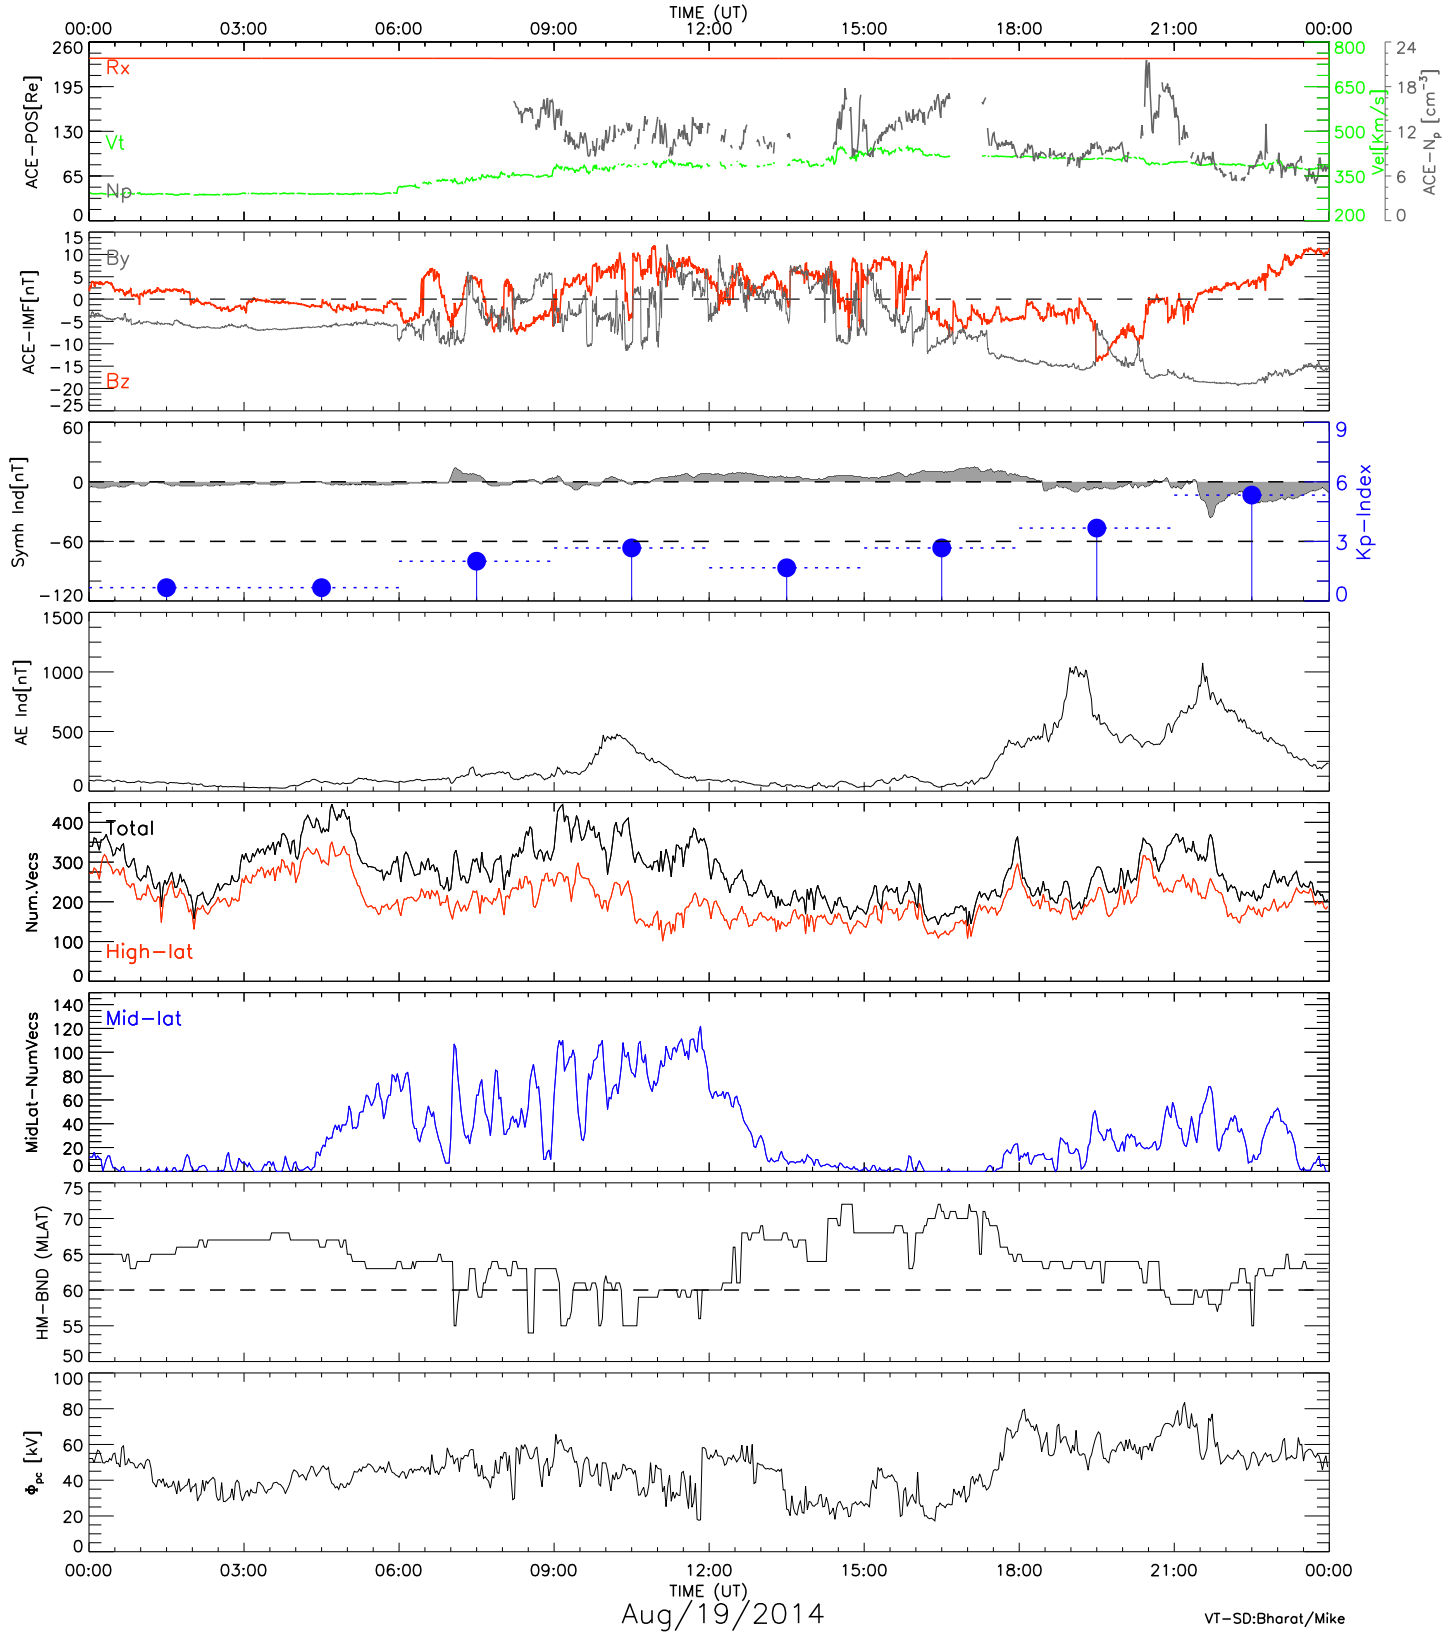 TIME (UT)
00:00 03:00 06:00 09:00 12:00 15:00 18:00 21:00 00:00
ACE-POS[Re]
260
195
130
65
0
Rx
Vt
Np
800
650
500
350
200
Vel[Km/s]
24
18
12
6
0
ACE-Np [cm⁻³]
ACE-IMF[nT]
15
10
5
0
-5
-10
-15
-20
-25
By
Bz
Symh Ind[nT]
60
0
-60
-120
9
6
3
0
Kp-Index
AE Ind[nT]
1500
1000
500
0
Num.Vecs
400
300
200
100
0
Total
High-lat
MidLat-NumVecs
140
120
100
80
60
40
20
0
Mid-lat
HM-BND (MLAT)
75
70
65
60
55
50
Φpc [kV]
100
80
60
40
20
0
00:00 03:00 06:00 09:00 12:00 15:00 18:00 21:00 00:00
TIME (UT)
Aug/19/2014
VT-SD:Bharat/Mike